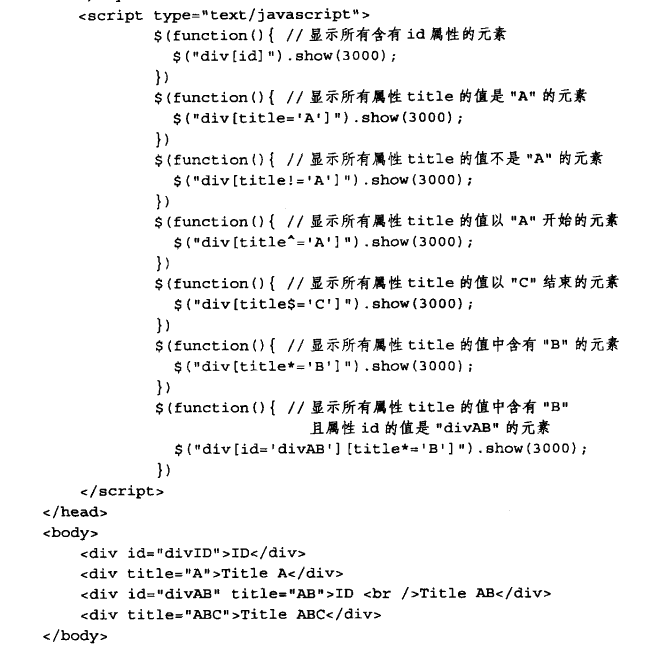 <script type="text/javascript">
$(function(){ // 显示所有含有 id 属性的元素
$("div[id]").show(3000);
})
$(function(){ // 显示所有属性 title 的值是 "A" 的元素
$("div[title='A']").show(3000);
})
$(function(){ // 显示所有属性 title 的值不是 "A" 的元素
$("div[title!='A']").show(3000);
})
$(function(){ // 显示所有属性 title 的值以 "A" 开始的元素
$("div[title^='A']").show(3000);
})
$(function(){ // 显示所有属性 title 的值以 "C" 结束的元素
$("div[title$='C']").show(3000);
})
$(function(){ // 显示所有属性 title 的值中含有 "B" 的元素
$("div[title*='B']").show(3000);
})
$(function(){ // 显示所有属性 title 的值中含有 "B"
且属性 id 的值是 "divAB" 的元素
$("div[id='divAB'][title*='B']").show(3000);
})
</script>
</head>
<body>
<div id="divID">ID</div>
<div title="A">Title A</div>
<div id="divAB" title="AB">ID <br />Title AB</div>
<div title="ABC">Title ABC</div>
</body>